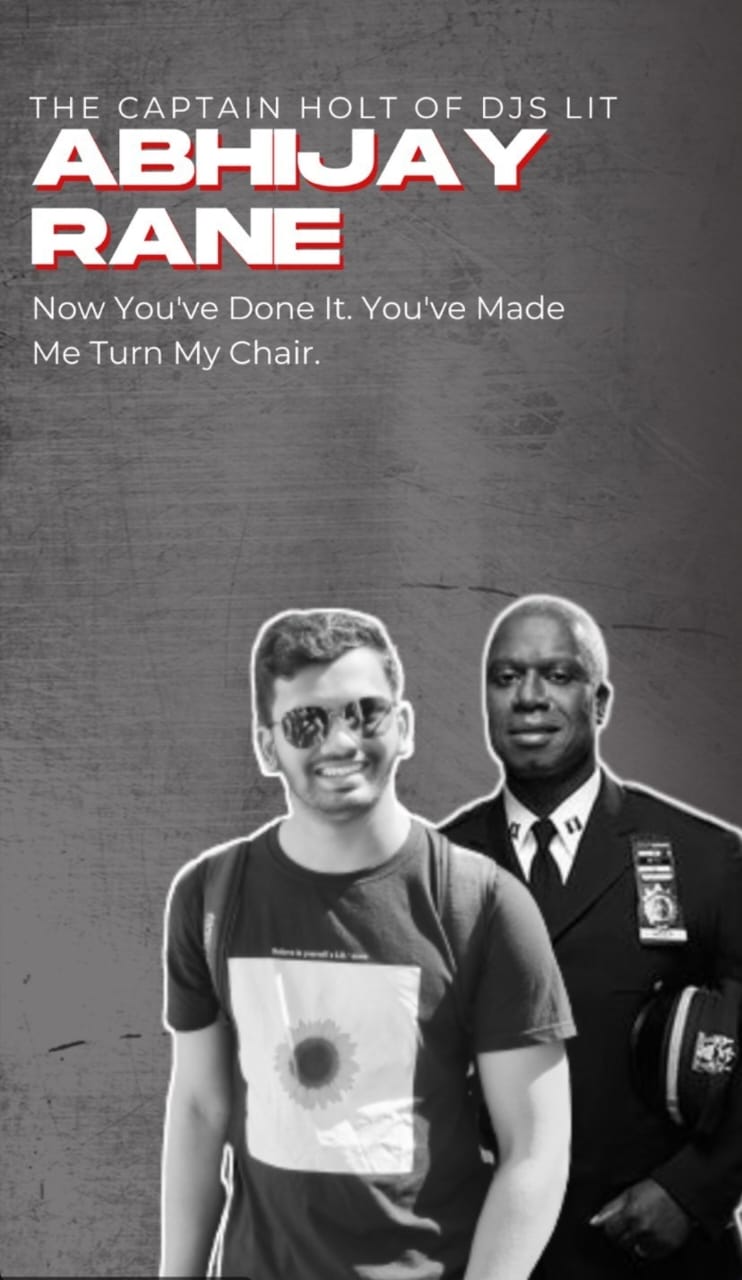 THE CAPTAIN HOLT OF DJS LIT
ABHIJAY
RANE
Now You've Done It. You've Made
Me Turn My Chair.